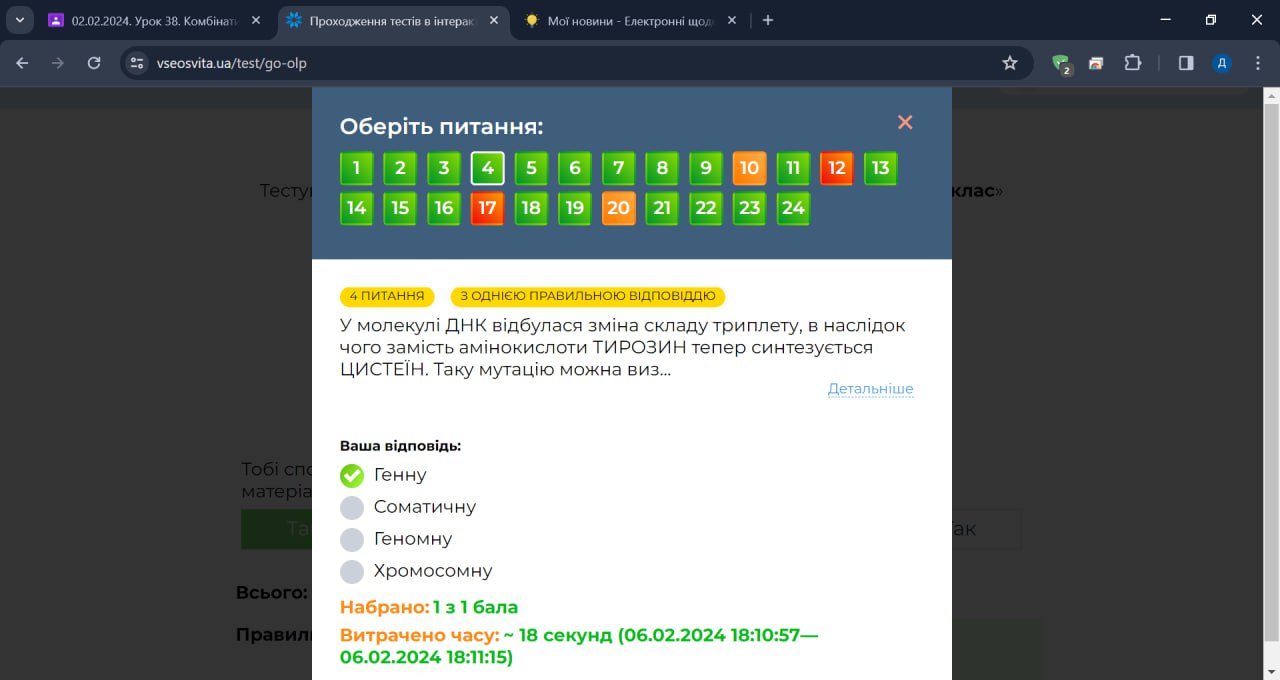 02.02.2024. Урок 38. Комбінати
Проходження тестів в інтеракт
Мої новини - Електронні щоде
vseosvita.ua/test/go-olp
2
Д
Оберіть питання:
1 2 3 4 5 6 7 8 9 10 11 12 13
14 15 16 17 18 19 20 21 22 23 24
Тесту
клас»
4 ПИТАННЯ З ОДНІЄЮ ПРАВИЛЬНОЮ ВІДПОВІДДЮ
У молекулі ДНК відбулася зміна складу триплету, в наслідок
чого замість амінокислоти ТИРОЗИН тепер синтезується
ЦИСТЕЇН. Таку мутацію можна виз...
Детальніше
Ваша відповідь:
Генну
Соматичну
Геномну
Хромосомну
Набрано: 1 з 1 бала
Витрачено часу: ~ 18 секунд (06.02.2024 18:10:57—
06.02.2024 18:11:15)
Тобі спо
матеріа
Та
ак
Всього:
Правил